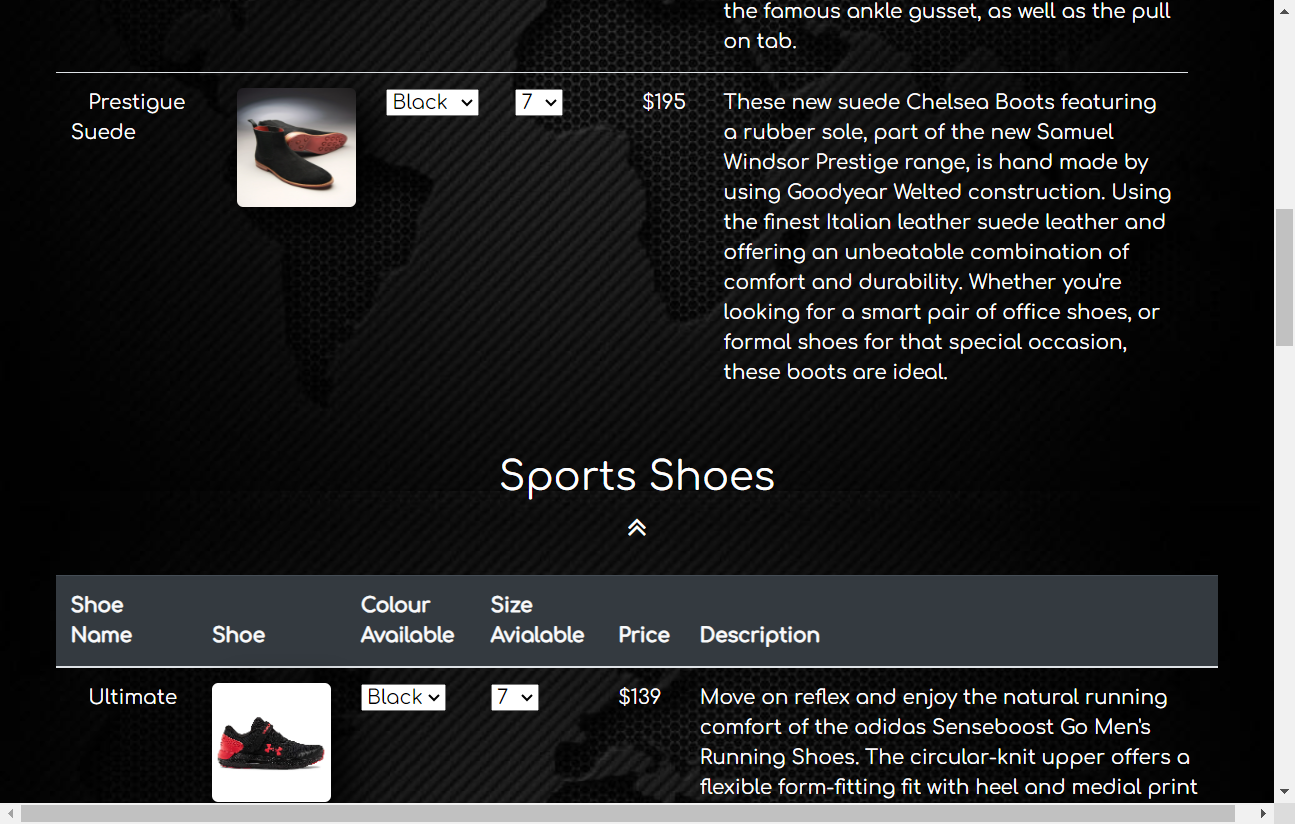 the famous ankle gusset, as well as the pull
on tab.
Prestigue
Suede
Black
7
$195
These new suede Chelsea Boots featuring
a rubber sole, part of the new Samuel
Windsor Prestige range, is hand made by
using Goodyear Welted construction. Using
the finest Italian leather suede leather and
offering an unbeatable combination of
comfort and durability. Whether you're
looking for a smart pair of office shoes, or
formal shoes for that special occasion,
these boots are ideal.
Sports Shoes
Shoe
Name
Shoe
Colour
Available
Size
Avialable
Price
Description
Ultimate
Black
7
$139
Move on reflex and enjoy the natural running
comfort of the adidas Senseboost Go Men's
Running Shoes. The circular-knit upper offers a
flexible form-fitting fit with heel and medial print